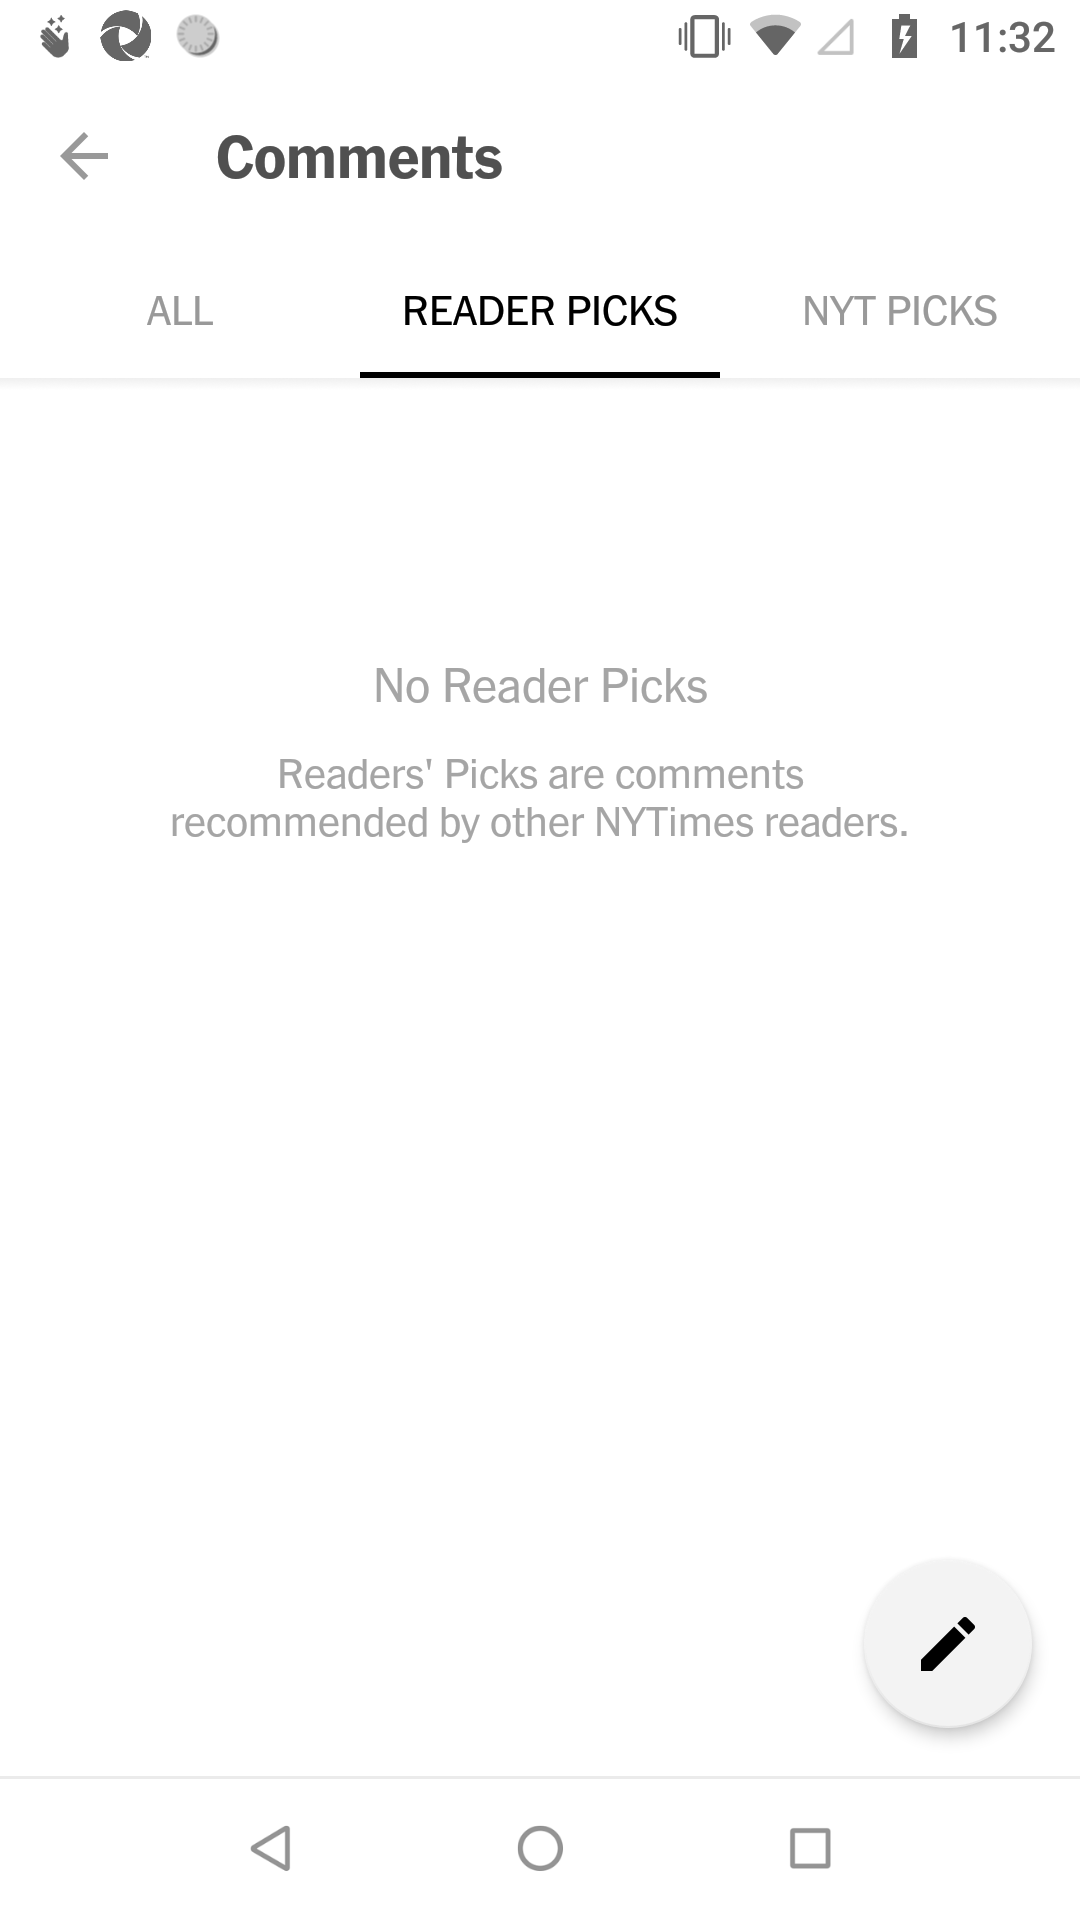 11:32
Comments
ALL READER PICKS NYT PICKS
No Reader Picks
Readers' Picks are comments
recommended by other NYTimes readers.